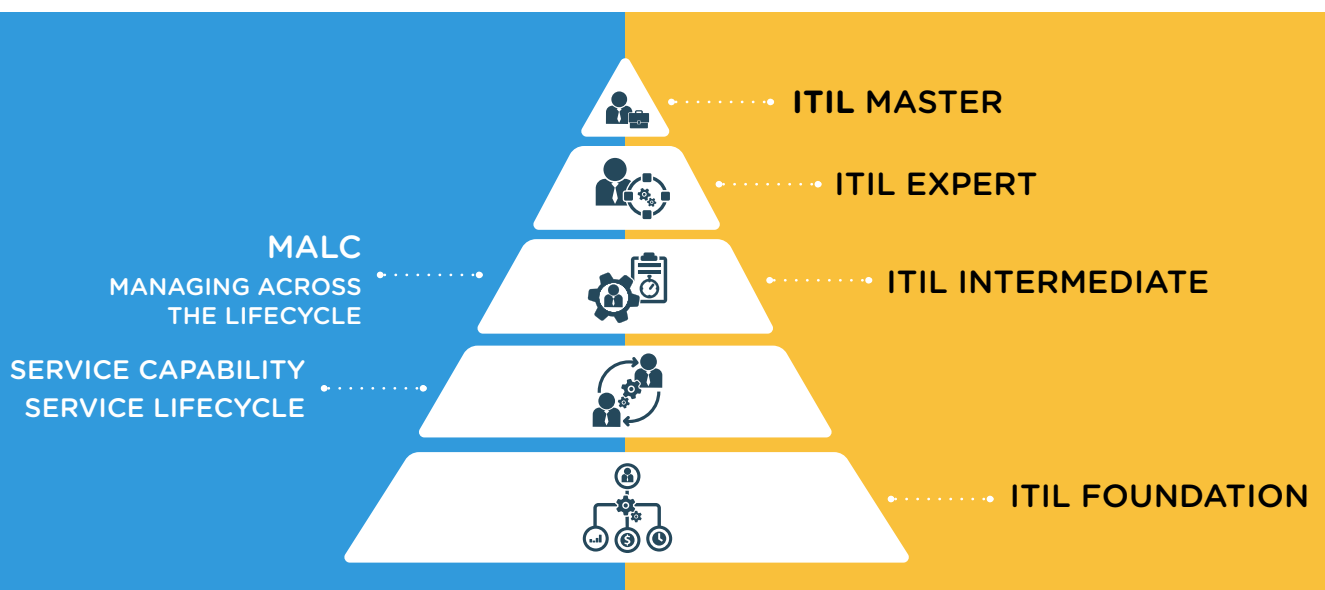 ITIL MASTER
ITIL EXPERT
MALC
MANAGING ACROSS
THE LIFECYCLE
ITIL INTERMEDIATE
SERVICE CAPABILITY
SERVICE LIFECYCLE
ITIL FOUNDATION